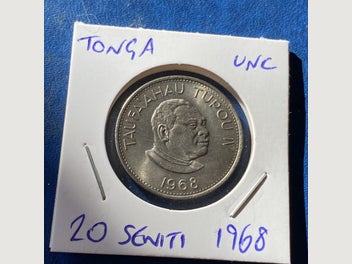 TONGA UNC
TAUFA'AHAU TUPOU IV
1968
20 SENITI 1968